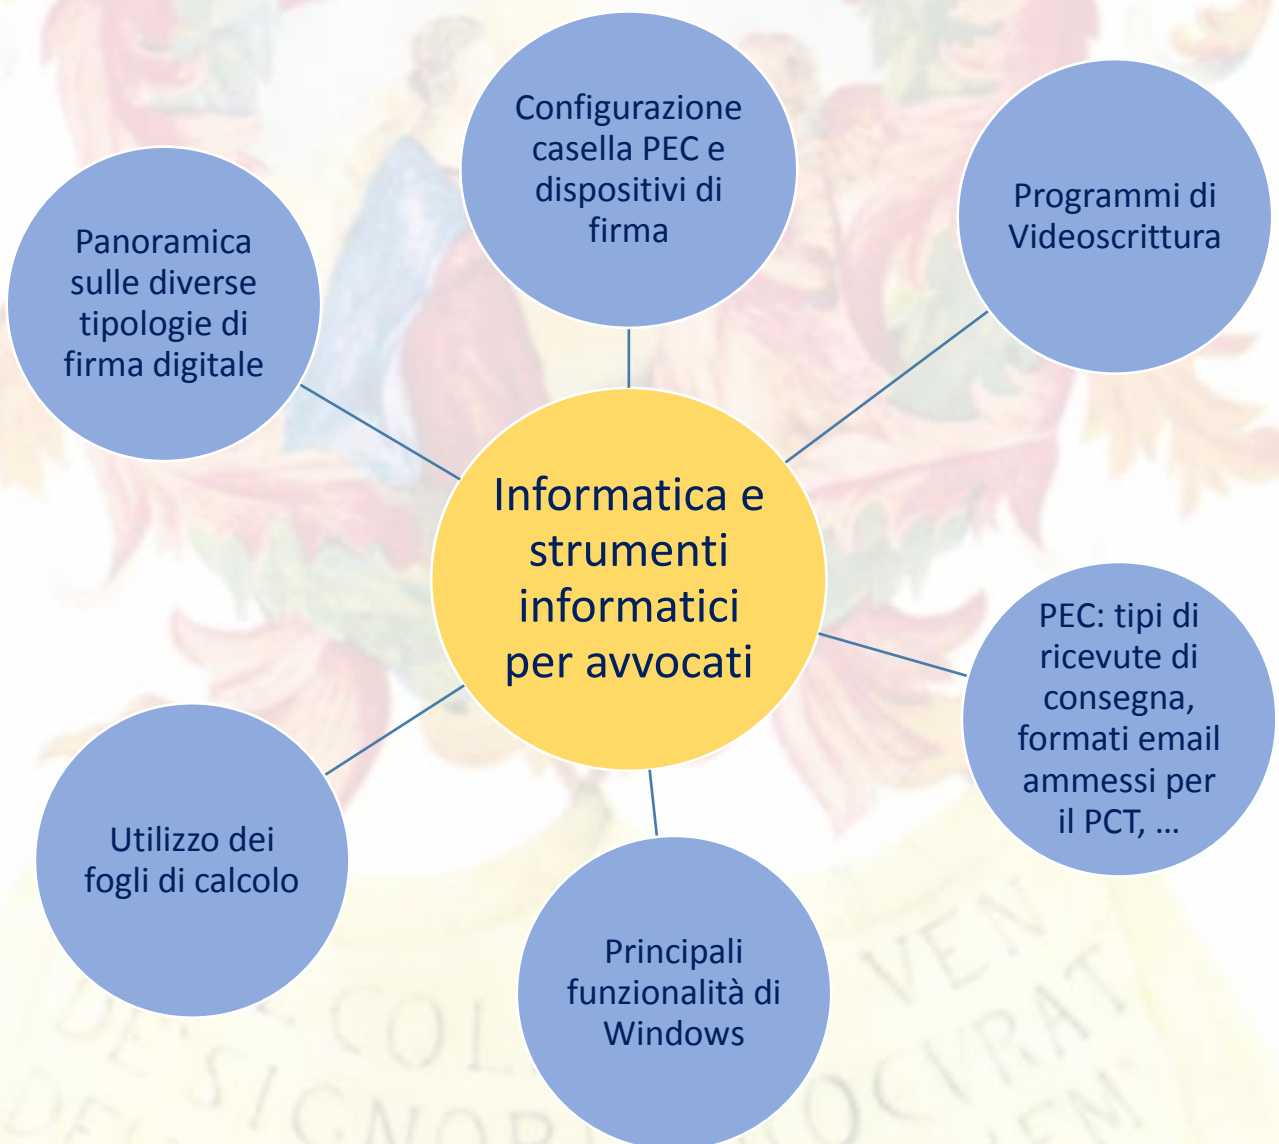 Configurazione
casella PEC e
dispositivi di
firma
Programmi di
Videoscrittura
Panoramica
sulle diverse
tipologie di
firma digitale
Informatica e
strumenti
informatici
per avvocati
PEC: tipi di
ricevute di
consegna,
formati email
ammessi per
il PCT, ...
Utilizzo dei
fogli di calcolo
Principali
funzionalità di
Windows